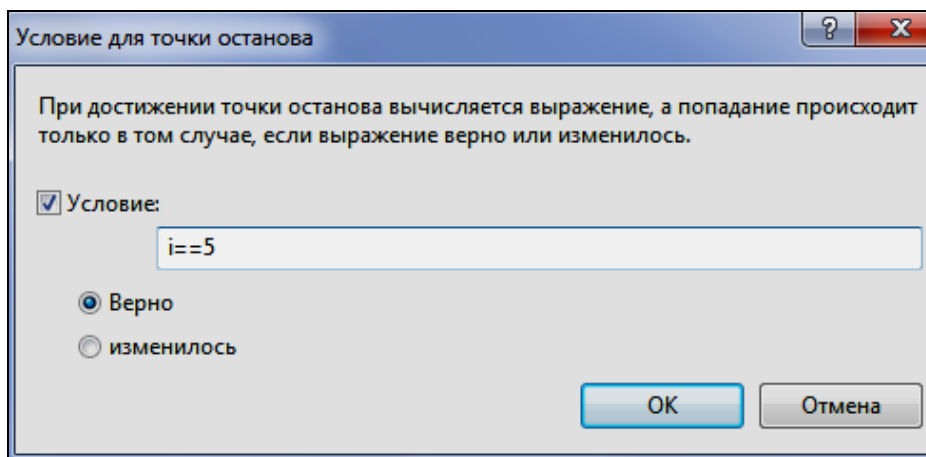 Условие для точки останова
?
При достижении точки останова вычисляется выражение, а попадание происходит
только в том случае, если выражение верно или изменилось.
Условие:
i==5
Верно
изменилось
OK
Отмена